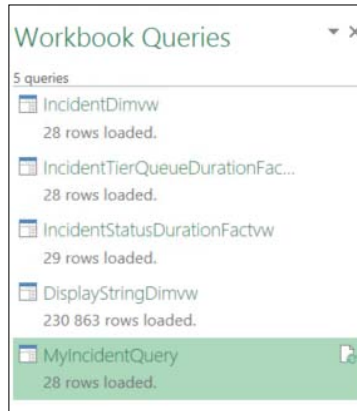 Workbook Queries
5 queries
IncidentDimvw
28 rows loaded.
IncidentTierQueueDurationFac...
28 rows loaded.
IncidentStatusDurationFactvw
29 rows loaded.
DisplayStringDimvw
230 863 rows loaded.
MyIncidentQuery
28 rows loaded.